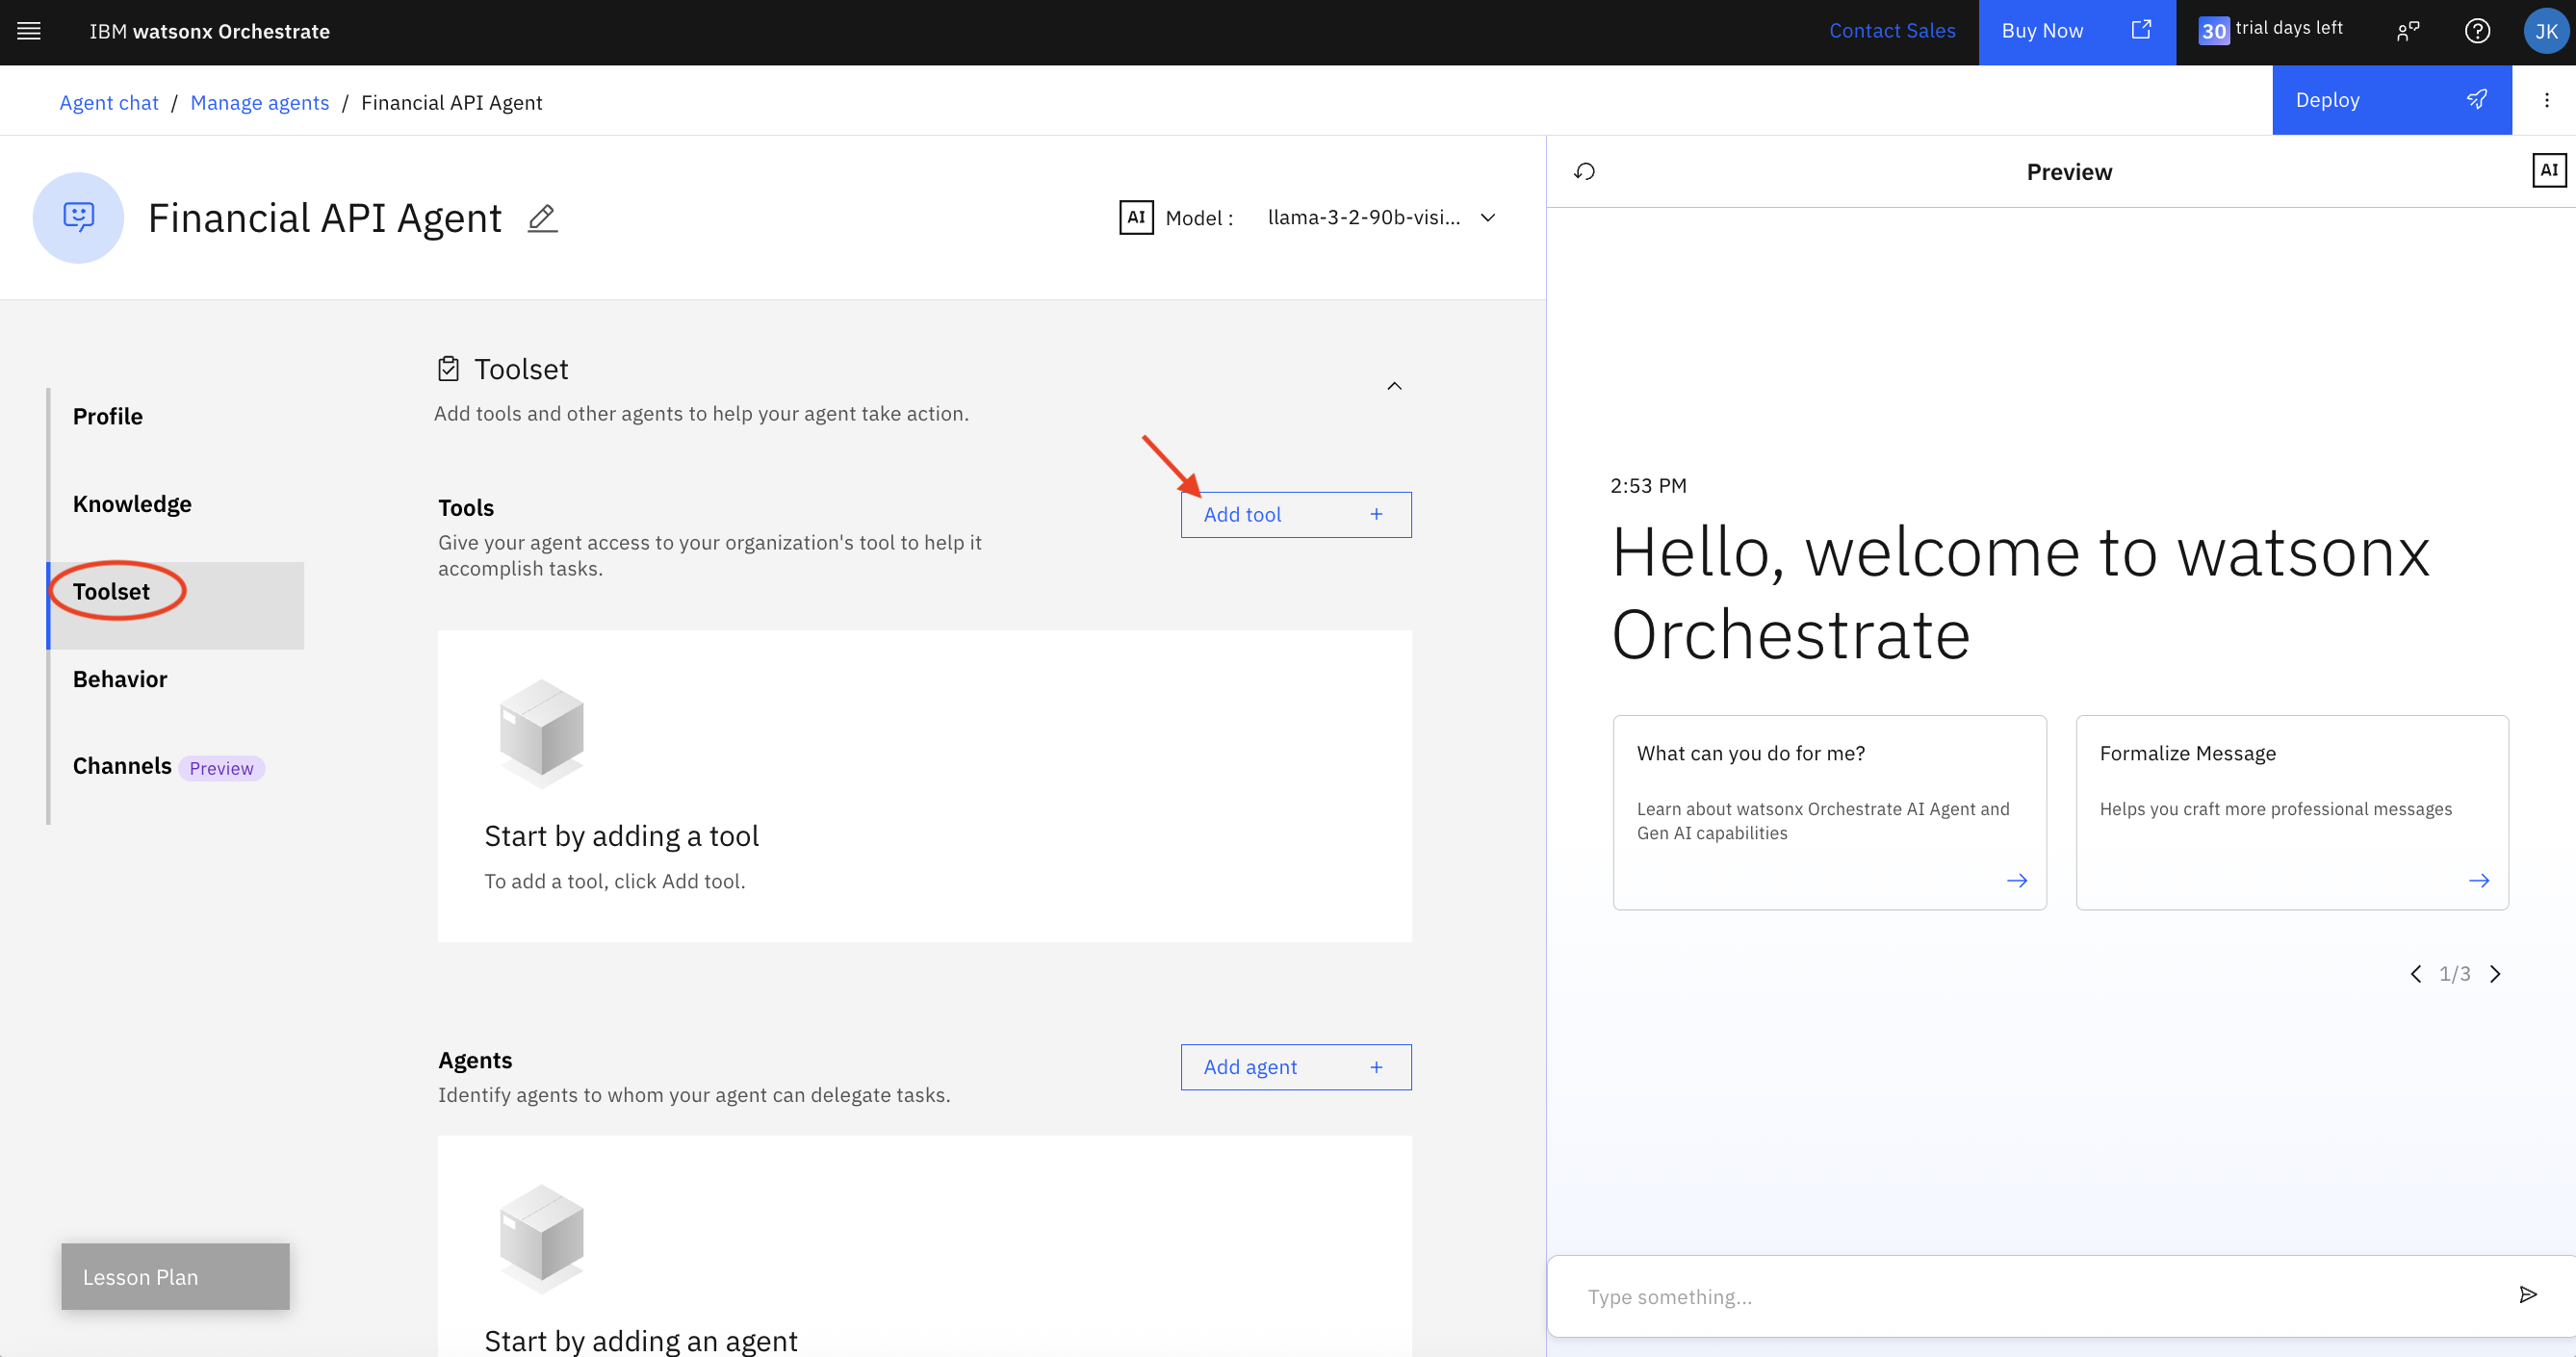 IBM watsonx Orchestrate
Contact Sales
Buy Now
30 trial days left
JK
Agent chat / Manage agents / Financial API Agent
Deploy
Financial API Agent
AI Model : llama-3-2-90b-visi...
Preview
AI
Profile
Knowledge
Toolset
Behavior
Channels Preview
Toolset
Add tools and other agents to help your agent take action.
Tools
Add tool +
Give your agent access to your organization's tool to help it
accomplish tasks.
Start by adding a tool
To add a tool, click Add tool.
Agents
Add agent +
Identify agents to whom your agent can delegate tasks.
Start by adding an agent
Lesson Plan
2:53 PM
Hello, welcome to watsonx
Orchestrate
What can you do for me?
Learn about watsonx Orchestrate AI Agent and
Gen AI capabilities
Formalize Message
Helps you craft more professional messages
1/3
Type something...